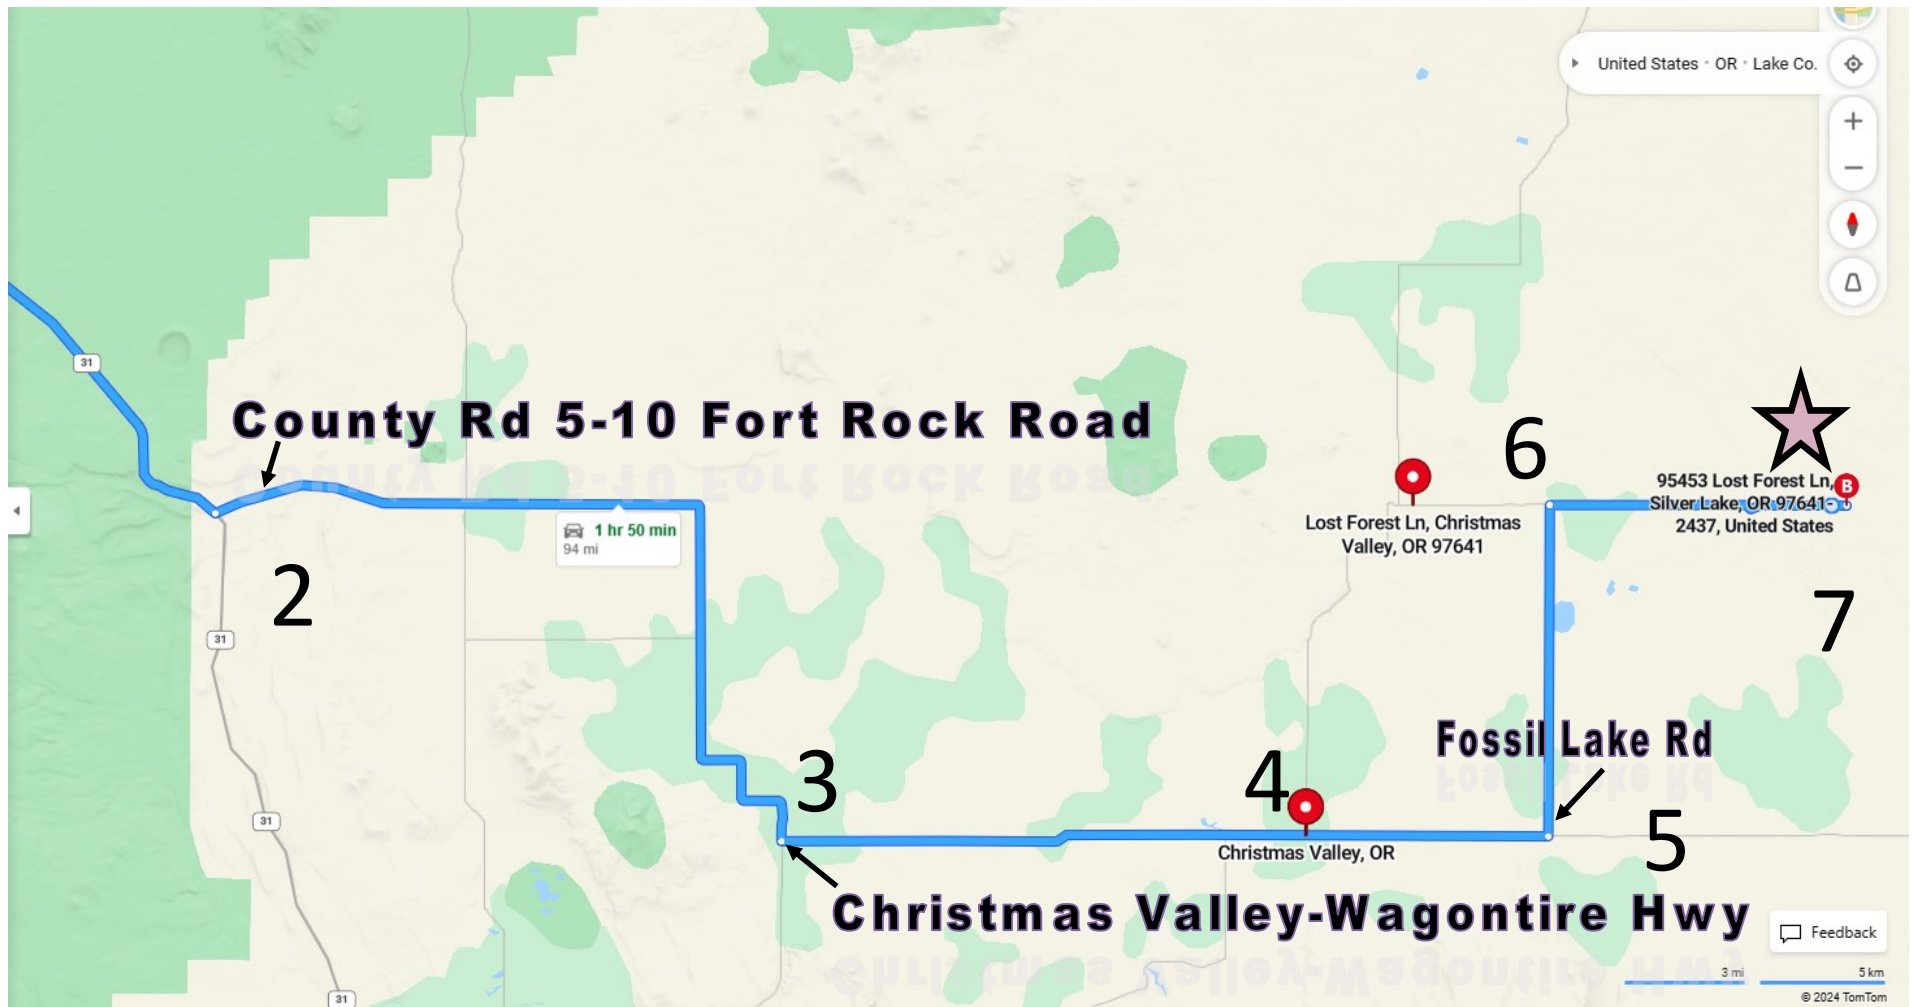 United States · OR · Lake Co.
31
County Rd 5-10 Fort Rock Road
6
95453 Lost Forest Ln,
Silver Lake, OR 97641-
2437, United States
B
Lost Forest Ln, Christmas
Valley, OR 97641
1 hr 50 min
94 mi
2
7
31
Fossil Lake Rd
3
4
31
5
Christmas Valley, OR
Christmas Valley-Wagontire Hwy
Feedback
3 mi
5 km
31
© 2024 TomTom